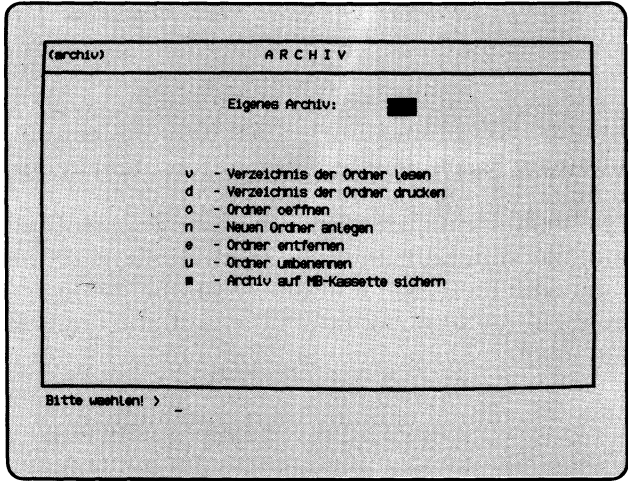 (archiv) A R C H I V
Eigenes Archiv:
v - Verzeichnis der Ordner lesen
d - Verzeichnis der Ordner drucken
o - Ordner oeffnen
n - Neuen Ordner anlegen
e - Ordner entfernen
u - Ordner umbenennen
m - Archiv auf MB-Kassette sichern
Bitte waehlen! > _